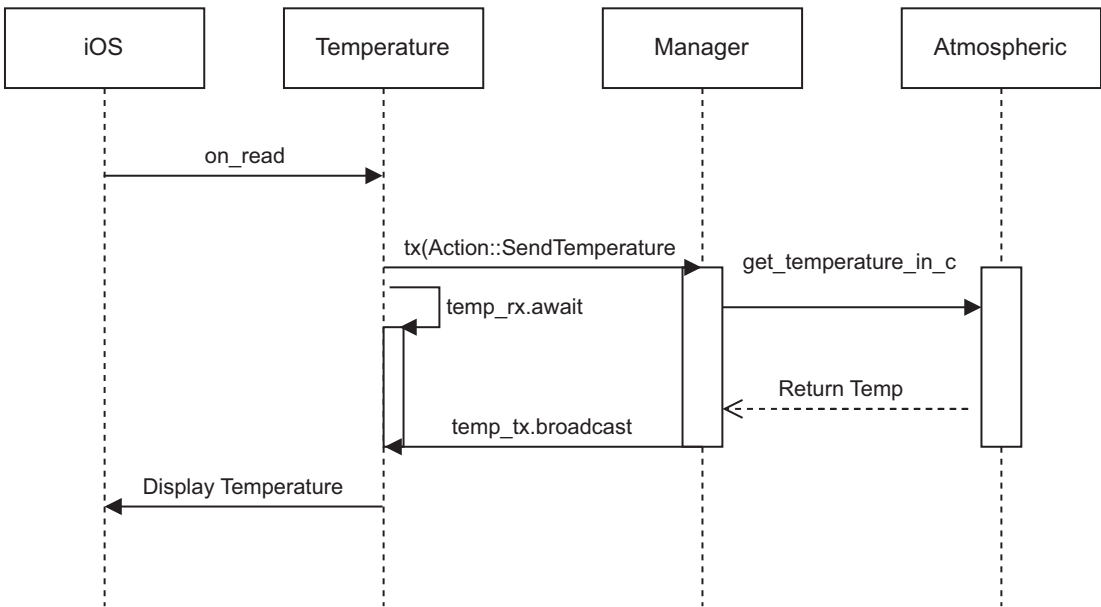 iOS
Temperature
Manager
Atmospheric
on_read
tx(Action::SendTemperature
get_temperature_in_c
temp_rx.await
Return Temp
temp_tx.broadcast
Display Temperature